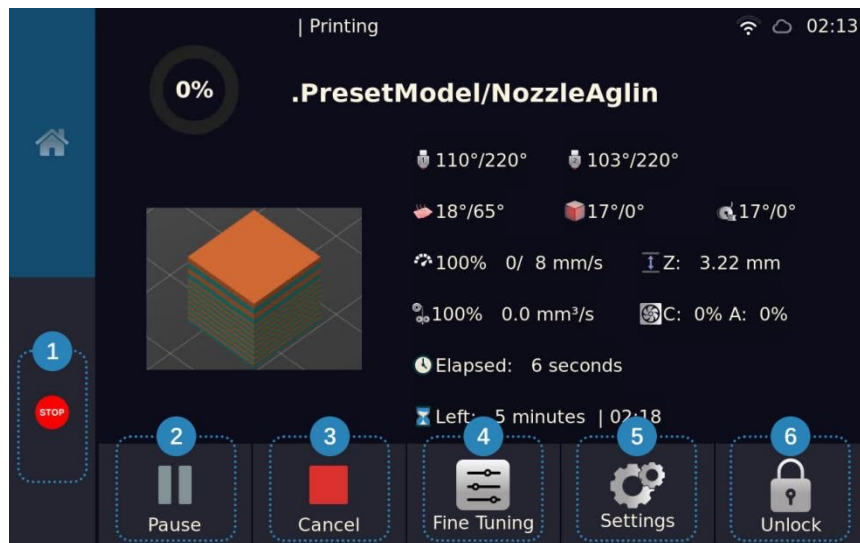 | Printing 02:13
0% .PresetModel/NozzleAglin
1 110°/220° 2 103°/220°
18°/65° 17°/0° 17°/0°
100% 0/ 8 mm/s Z: 3.22 mm
100% 0.0 mm³/s C: 0% A: 0%
Elapsed: 6 seconds
Left: 5 minutes | 02:18
1
STOP
2 3 4 5 6
Pause Cancel Fine Tuning Settings Unlock